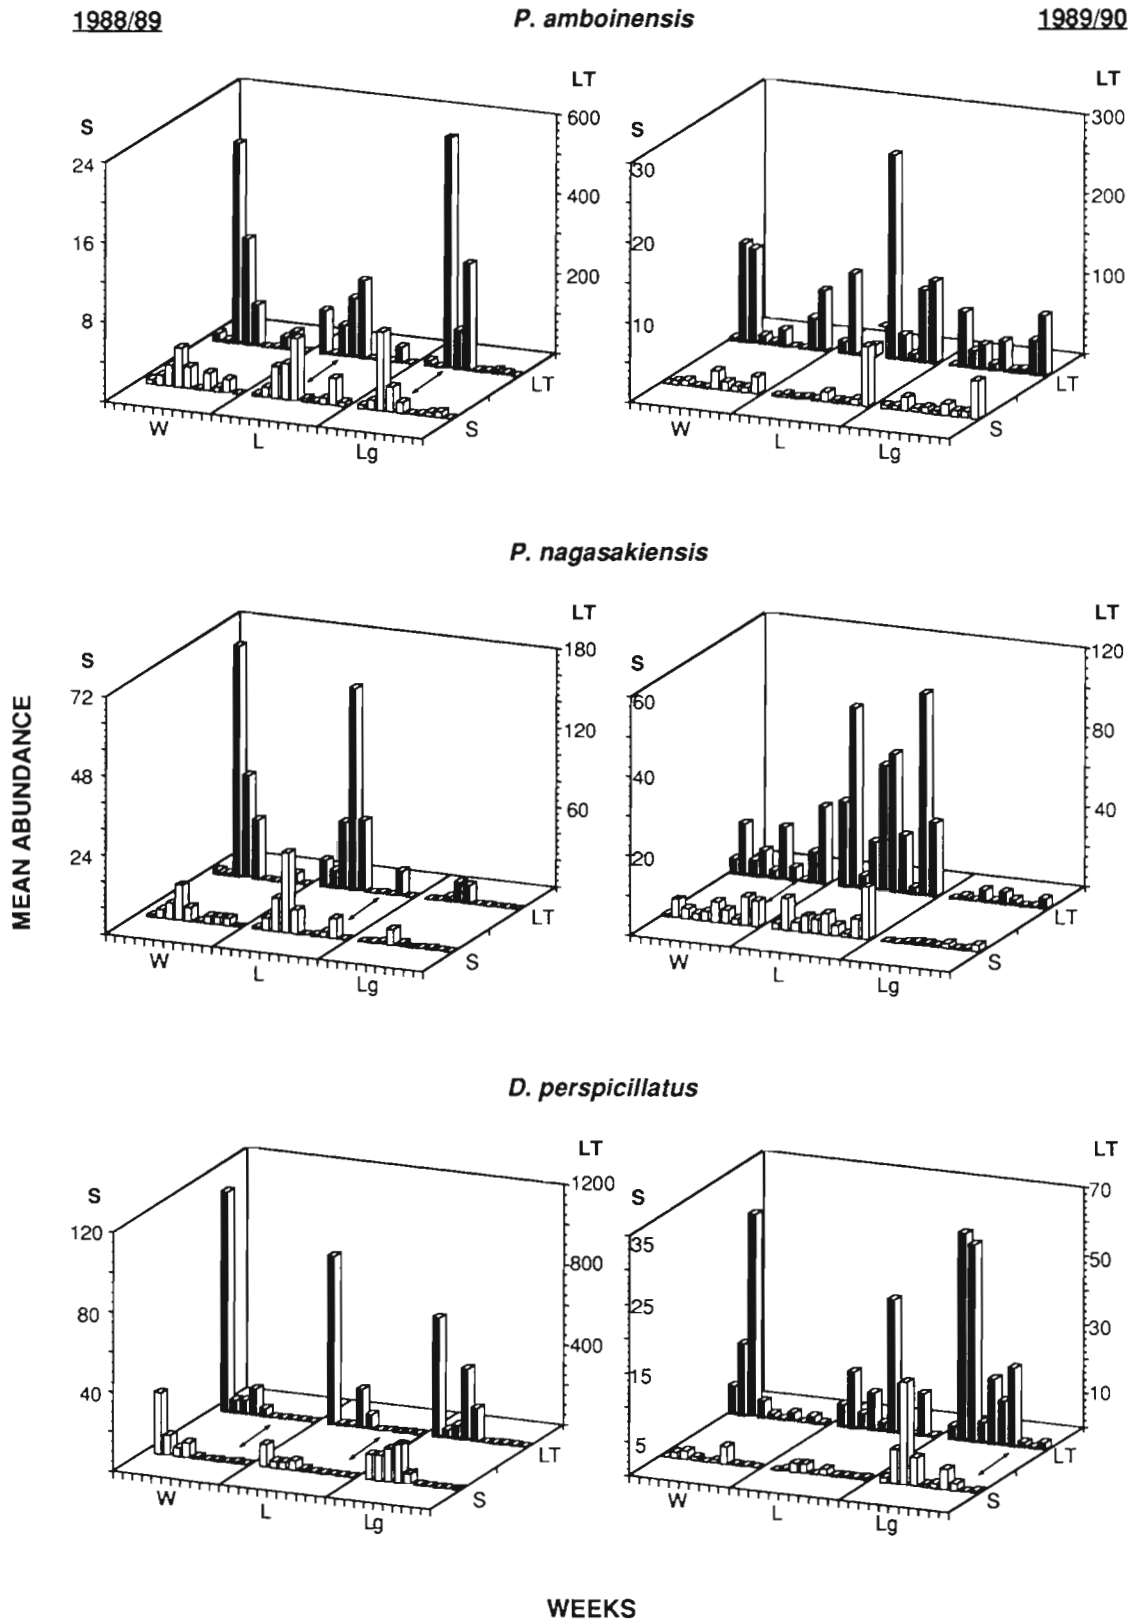 1988/89 P. amboinensis 1989/90
LT LT
S 600 S 300
24 30
400 200
16 20
200 100
8 10
LT LT
W L Lg S W L Lg S
P. nagasakiensis
LT LT
S 180 S 120
72 60
120 80
48 40
60 40
24 20
LT LT
W L Lg S W L Lg S
D. perspicillatus
LT LT
S 1200 S 70
120 35
800 50
80 25
400 30
40 15
10
5
LT LT
W L Lg S W L Lg S
MEAN ABUNDANCE
WEEKS